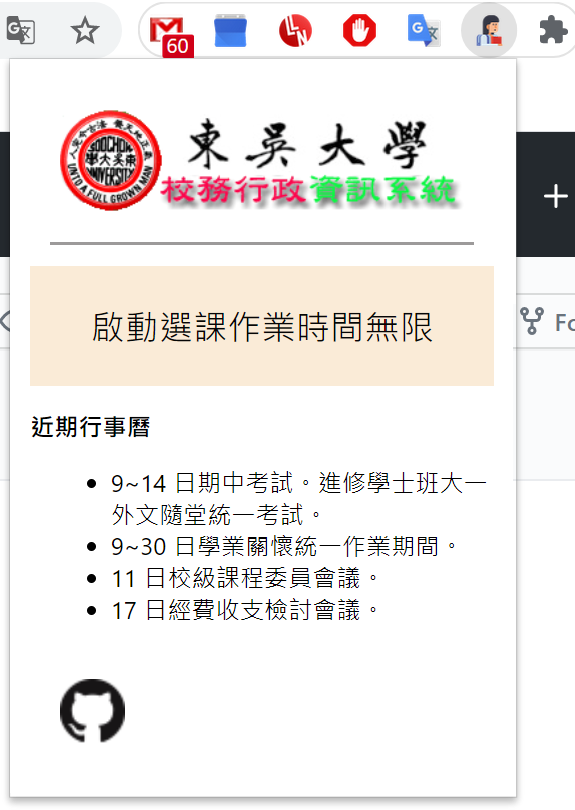 60
東吳大學
校務行政資訊系統
SOOCHOW
UNIVERSITY
UNTO A FULL GROWN MAN
啟動選課作業時間無限
Fo
近期行事曆
9~14 日期中考試。進修學士班大一
外文隨堂統一考試。
9~30 日學業關懷統一作業期間。
11 日校級課程委員會議。
17 日經費收支檢討會議。